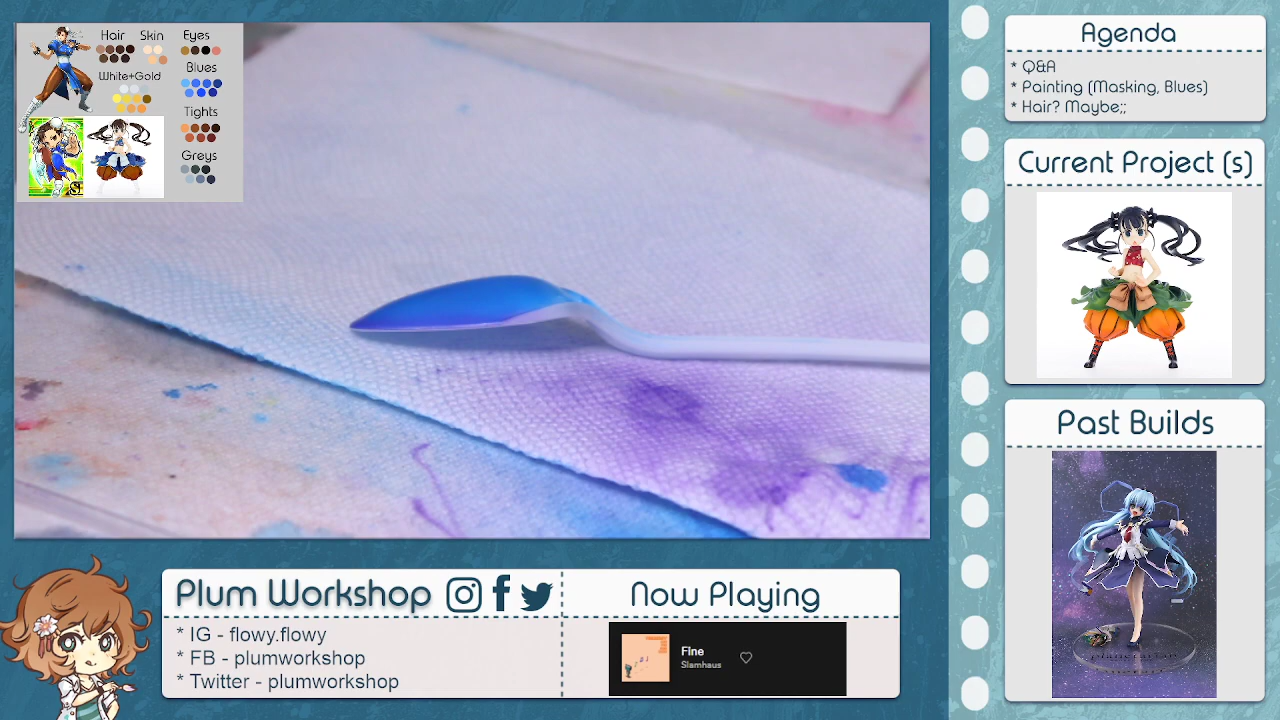 Hair Skin Eyes
Blues
White+Gold
Tights
Greys
Agenda
* Q&A
* Painting (Masking, Blues)
* Hair? Maybe;;
Current Project (s)
Past Builds
Plum Workshop
* IG - flowy.flowy
* FB - plumworkshop
* Twitter - plumworkshop
Now Playing
FIne
Slamhaus